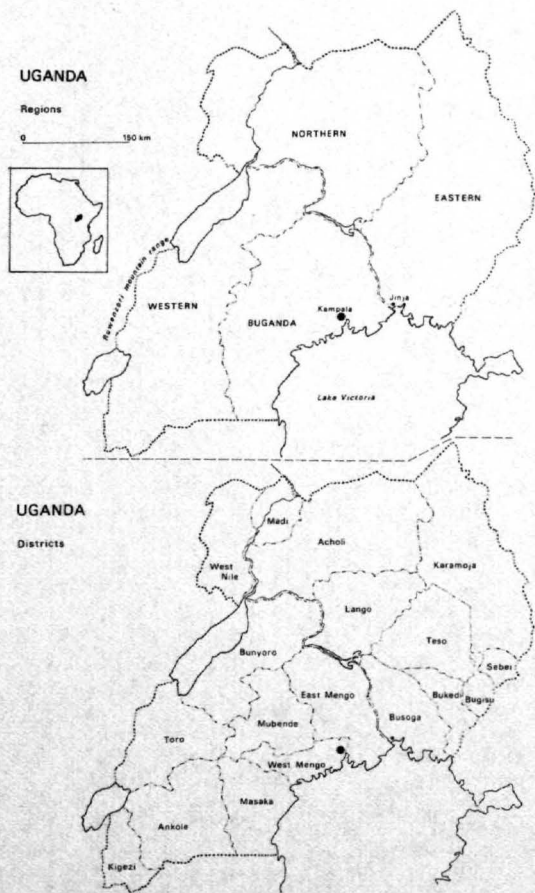 UGANDA
Regions
0 150 km
NORTHERN
EASTERN
Ruwenzori mountain range
WESTERN
BUGANDA
Kampala
Jinja
Lake Victoria
UGANDA
Districts
Madi
Acholi
West
Nile
Karamoja
Lango
Teso
Bunyoro
Sebei
East Mengo
Bukedi
Bugisu
Mubende
Busoga
Toro
West Mengo
Masaka
Ankole
Kigezi